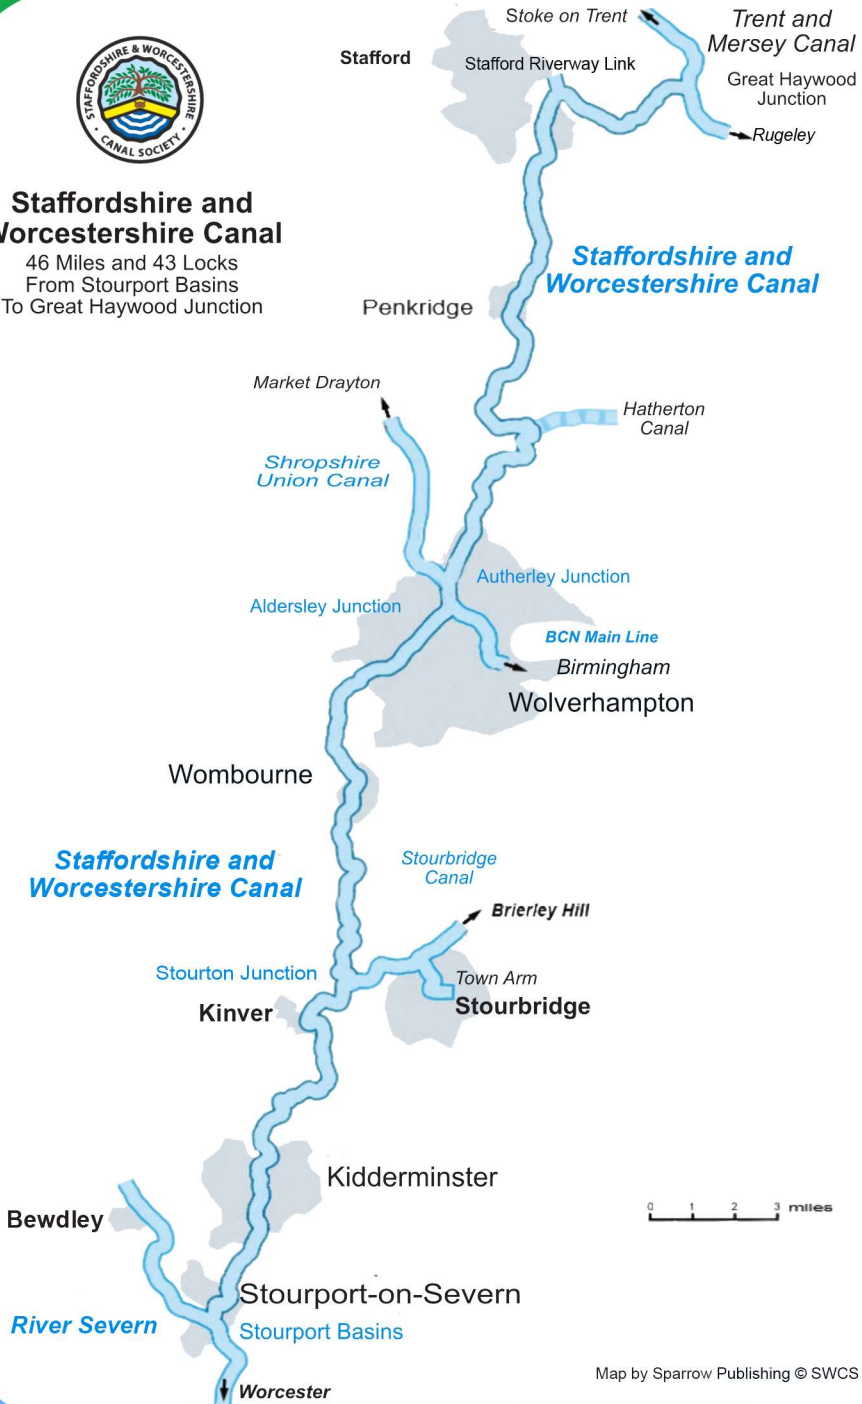 STAFFORDSHIRE & WORCESTERSHIRE
• CANAL SOCIETY •
Staffordshire and
Worcestershire Canal
46 Miles and 43 Locks
From Stourport Basins
To Great Haywood Junction
Stoke on Trent
Trent and
Mersey Canal
Stafford
Stafford Riverway Link
Great Haywood
Junction
Rugeley
Staffordshire and
Worcestershire Canal
Penkridge
Market Drayton
Hatherton
Canal
Shropshire
Union Canal
Autherley Junction
Aldersley Junction
BCN Main Line
Birmingham
Wolverhampton
Wombourne
Staffordshire and
Worcestershire Canal
Stourbridge
Canal
Brierley Hill
Stourton Junction
Town Arm
Kinver
Stourbridge
Kidderminster
0 1 2 3 miles
Bewdley
Stourport-on-Severn
River Severn
Stourport Basins
Map by Sparrow Publishing © SWCS
Worcester